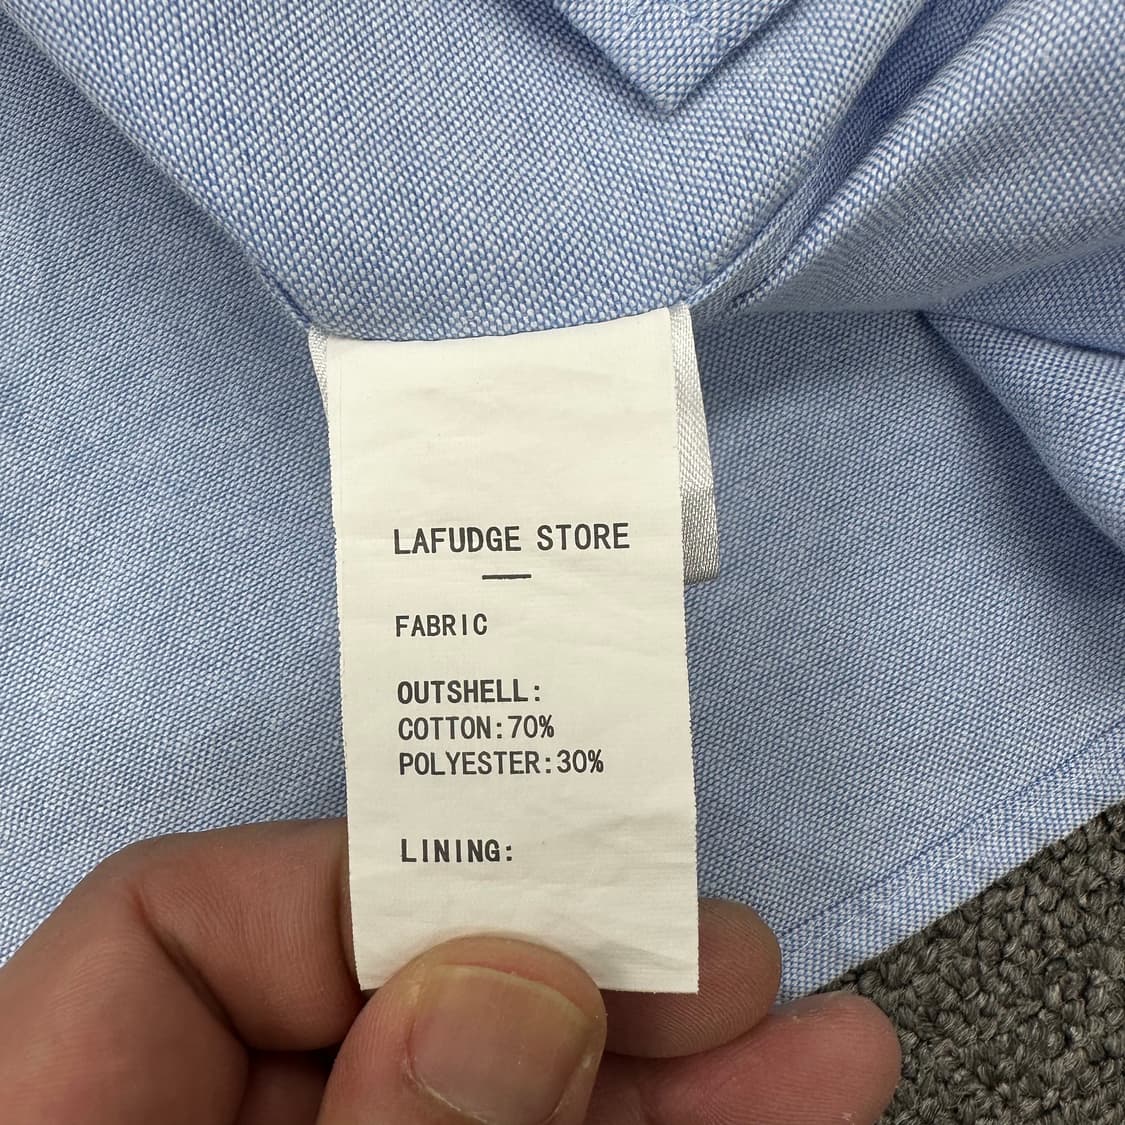 LAFUDGE STORE
FABRIC
OUTSHELL:
COTTON:70%
POLYESTER:30%
LINING: